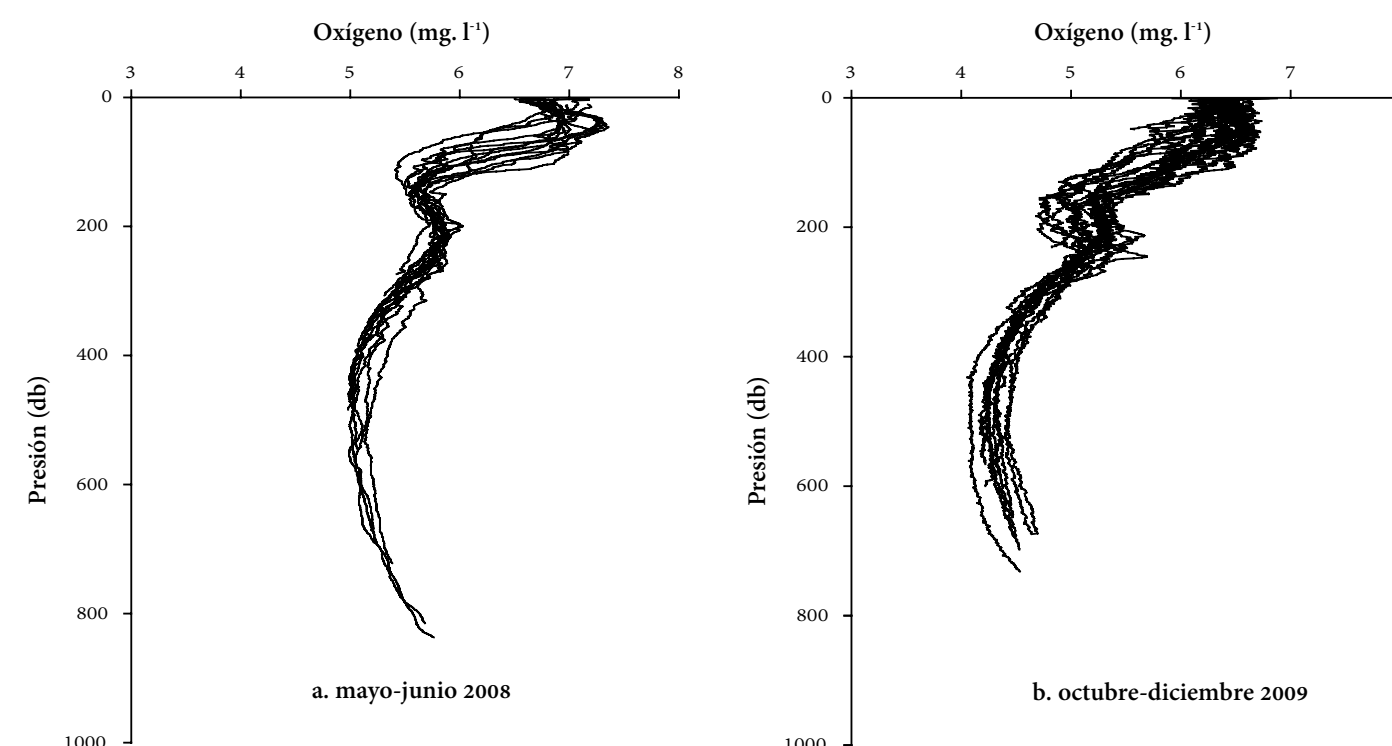 Oxígeno (mg. l⁻¹)
3 4 5 6 7 8
0
200
400
600
800
1000
Presión (db)
a. mayo-junio 2008
Oxígeno (mg. l⁻¹)
3 4 5 6 7
0
200
400
600
800
1000
Presión (db)
b. octubre-diciembre 2009